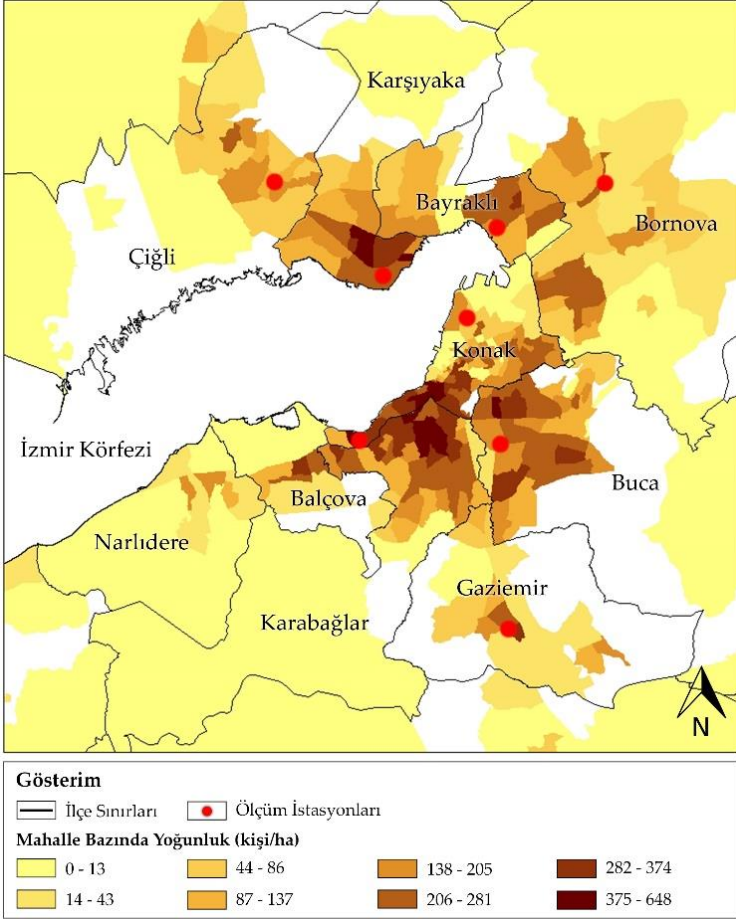 Karşıyaka
Bayraklı
Bornova
Çiğli
Konak
İzmir Körfezi
Buca
Balçova
Narlıdere
Gaziemir
Karabağlar
N
Gösterim
İlçe Sınırları
Ölçüm İstasyonları
Mahalle Bazında Yoğunluk (kişi/ha)
0 - 13
44 - 86
138 - 205
282 - 374
14 - 43
87 - 137
206 - 281
375 - 648